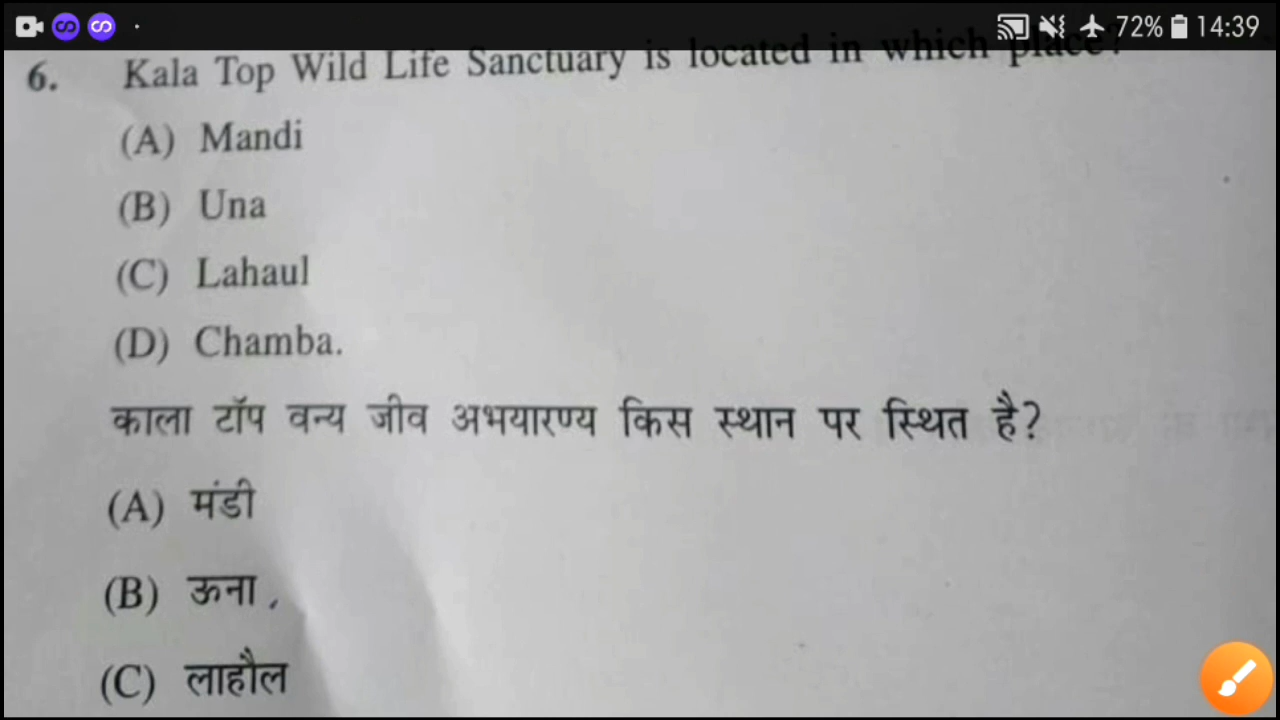 72% 14:39
6. Kala Top Wild Life Sanctuary is located in which place?
(A) Mandi
(B) Una
(C) Lahaul
(D) Chamba.
काला टॉप वन्य जीव अभयारण्य किस स्थान पर स्थित है?
(A) मंडी
(B) ऊना,
(C) लाहौल